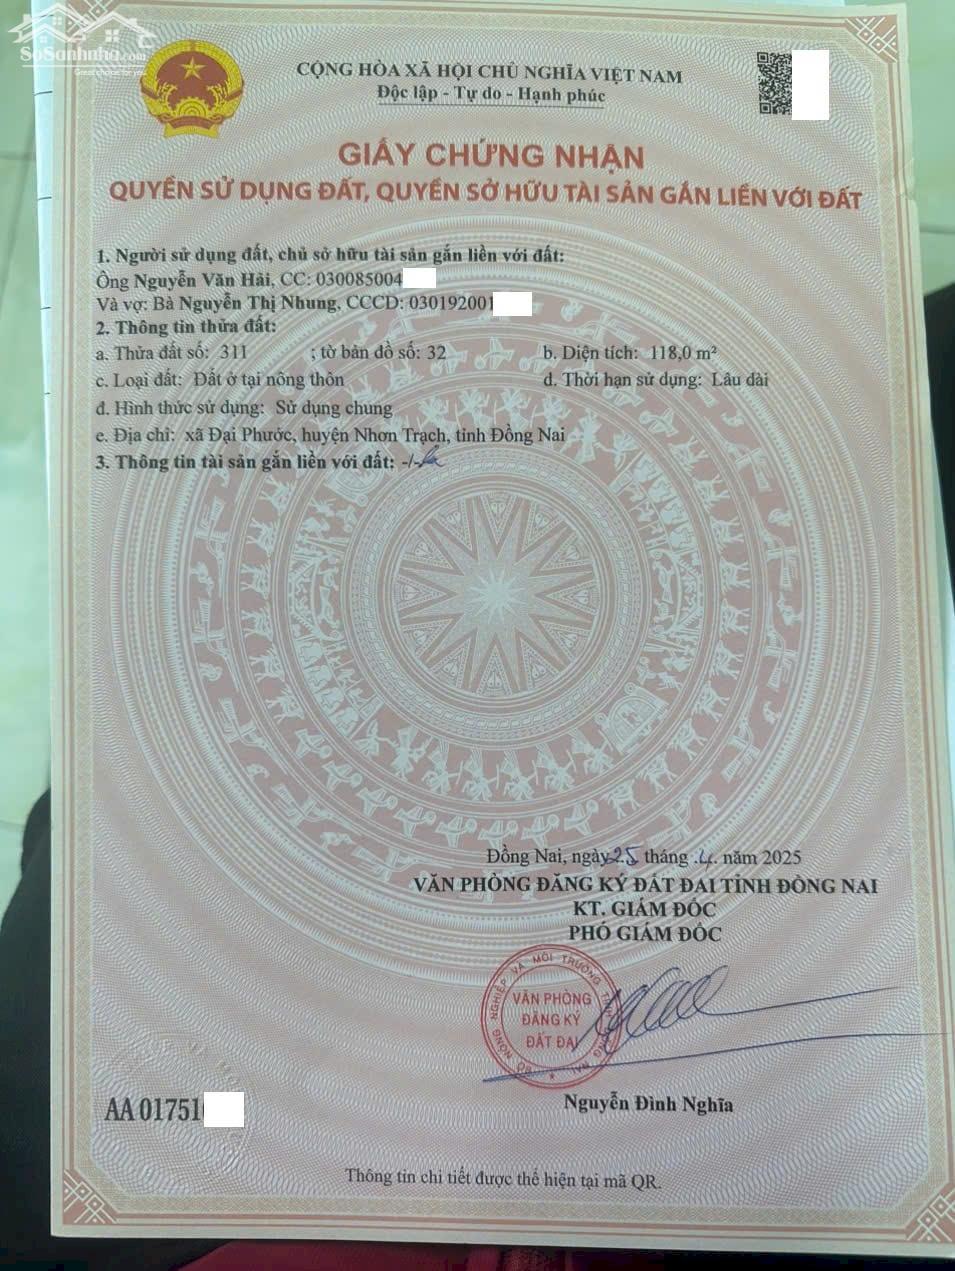 SoSanhnha.com
Great choice for you
CỘNG HÒA XÃ HỘI CHỦ NGHĨA VIỆT NAM
Độc lập - Tự do - Hạnh phúc
GIẤY CHỨNG NHẬN
QUYỀN SỬ DỤNG ĐẤT, QUYỀN SỞ HỮU TÀI SẢN GẮN LIỀN VỚI ĐẤT
1. Người sử dụng đất, chủ sở hữu tài sản gắn liền với đất:
Ông Nguyễn Văn Hải, CC: 030085004
Và vợ: Bà Nguyễn Thị Nhung, CCCD: 030192001
2. Thông tin thửa đất:
a. Thửa đất số: 311 ; tờ bản đồ số: 32 b. Diện tích: 118,0 m²
c. Loại đất: Đất ở tại nông thôn d. Thời hạn sử dụng: Lâu dài
đ. Hình thức sử dụng: Sử dụng chung
e. Địa chỉ: xã Đại Phước, huyện Nhơn Trạch, tỉnh Đồng Nai
3. Thông tin tài sản gắn liền với đất: -/-
Đồng Nai, ngày 25 tháng .4. năm 2025
VĂN PHÒNG ĐĂNG KÝ ĐẤT ĐAI TỈNH ĐỒNG NAI
KT. GIÁM ĐỐC
PHÓ GIÁM ĐỐC
VĂN PHÒNG
ĐĂNG KÝ
ĐẤT ĐAI
Nguyễn Đình Nghĩa
AA 01751
Thông tin chi tiết được thể hiện tại mã QR.